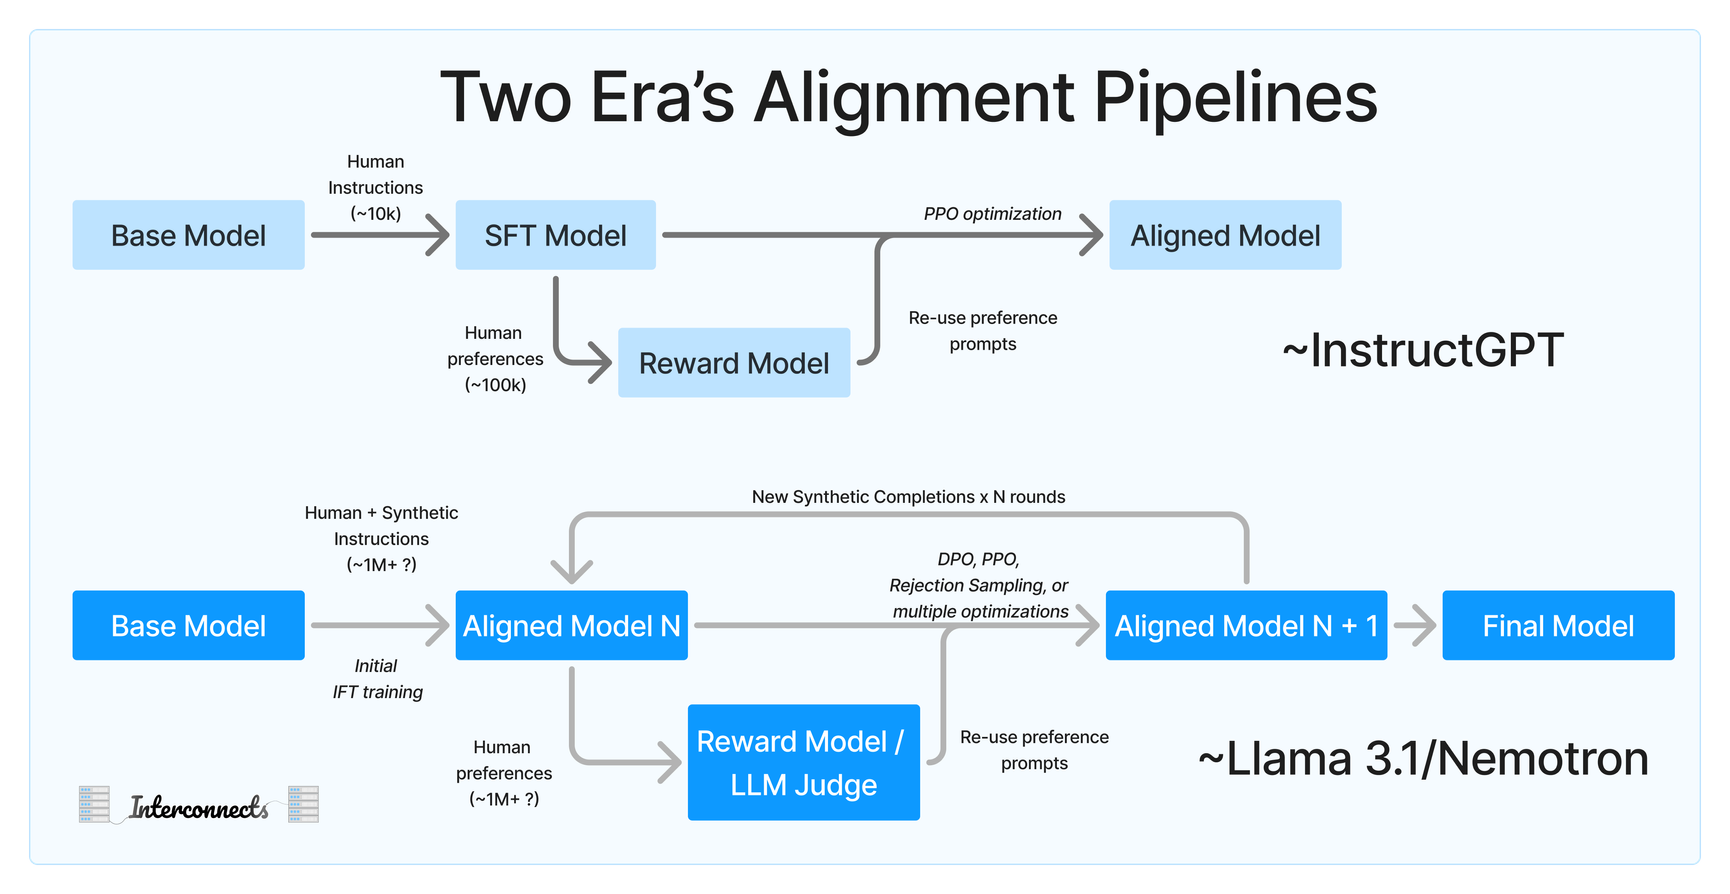 Two Era’s Alignment Pipelines
Human
Instructions
(~10k)
Base Model
SFT Model
PPO optimization
Aligned Model
Human
preferences
(~100k)
Reward Model
Re-use preference
prompts
~InstructGPT
New Synthetic Completions x N rounds
Human + Synthetic
Instructions
(~1M+ ?)
DPO, PPO,
Rejection Sampling, or
multiple optimizations
Base Model
Initial
IFT training
Aligned Model N
Aligned Model N + 1
Final Model
Human
preferences
(~1M+ ?)
Reward Model /
LLM Judge
Re-use preference
prompts
~Llama 3.1/Nemotron
Interconnects